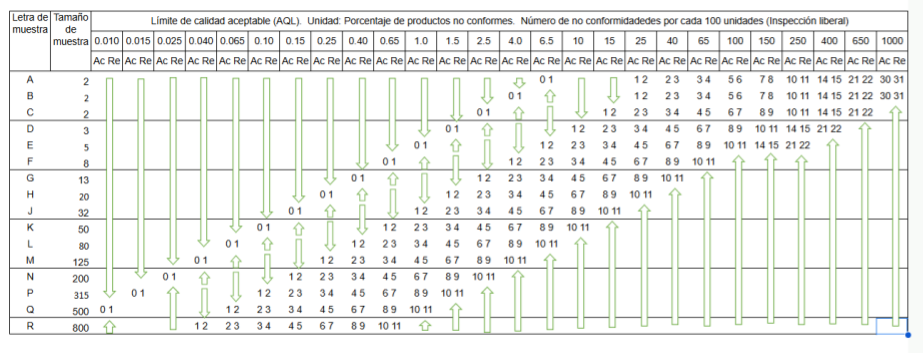 Letra de muestra
Tamaño de muestra
Límite de calidad aceptable (AQL). Unidad: Porcentaje de productos no conformes. Número de no conformidadedes por cada 100 unidades (Inspección liberal)
0.010 0.015 0.025 0.040 0.065 0.10 0.15 0.25 0.40 0.65 1.0 1.5 2.5 4.0 6.5 10 15 25 40 65 100 150 250 400 650 1000
Ac Re Ac Re Ac Re Ac Re Ac Re Ac Re Ac Re Ac Re Ac Re Ac Re Ac Re Ac Re Ac Re Ac Re Ac Re Ac Re Ac Re Ac Re Ac Re Ac Re Ac Re Ac Re Ac Re Ac Re Ac Re Ac Re
A 2 0 1 1 2 2 3 3 4 5 6 7 8 10 11 14 15 21 22 30 31
B 2 0 1 1 2 2 3 3 4 5 6 7 8 10 11 14 15 21 22 30 31
C 2 0 1 1 2 2 3 3 4 4 5 6 7 8 9 10 11 14 15 21 22
D 3 0 1 1 2 2 3 3 4 4 5 6 7 8 9 10 11 14 15 21 22
E 5 0 1 1 2 2 3 3 4 4 5 6 7 8 9 10 11 14 15 21 22
F 8 0 1 1 2 2 3 3 4 4 5 6 7 8 9 10 11
G 13 0 1 1 2 2 3 3 4 4 5 6 7 8 9 10 11
H 20 0 1 1 2 2 3 3 4 4 5 6 7 8 9 10 11
J 32 0 1 1 2 2 3 3 4 4 5 6 7 8 9 10 11
K 50 0 1 1 2 2 3 3 4 4 5 6 7 8 9 10 11
L 80 0 1 1 2 2 3 3 4 4 5 6 7 8 9 10 11
M 125 0 1 1 2 2 3 3 4 4 5 6 7 8 9 10 11
N 200 0 1 1 2 2 3 3 4 4 5 6 7 8 9 10 11
P 315 0 1 1 2 2 3 3 4 4 5 6 7 8 9 10 11
Q 500 0 1 1 2 2 3 3 4 4 5 6 7 8 9 10 11
R 800 1 2 2 3 3 4 4 5 6 7 8 9 10 11